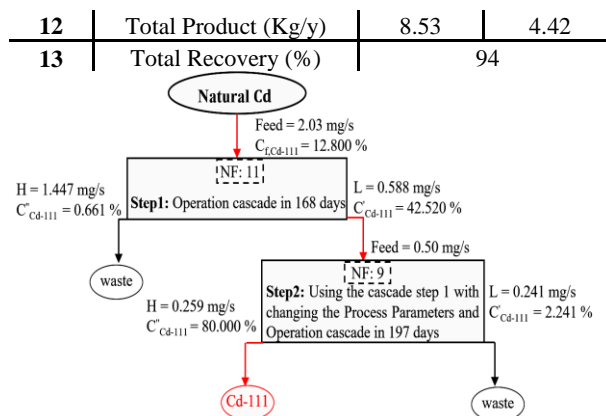 12 Total Product (Kg/y) 8.53 4.42
13 Total Recovery (%) 94
Natural Cd
Feed = 2.03 mg/s
C_f,Cd-111 = 12.800 %
NF: 11
Step1: Operation cascade in 168 days
H = 1.447 mg/s
C"_Cd-111 = 0.661 %
L = 0.588 mg/s
C'_Cd-111 = 42.520 %
waste
Feed = 0.50 mg/s
NF: 9
Step2: Using the cascade step 1 with
changing the Process Parameters and
Operation cascade in 197 days
H = 0.259 mg/s
C"_Cd-111 = 80.000 %
L = 0.241 mg/s
C'_Cd-111 = 2.241 %
Cd-111
waste